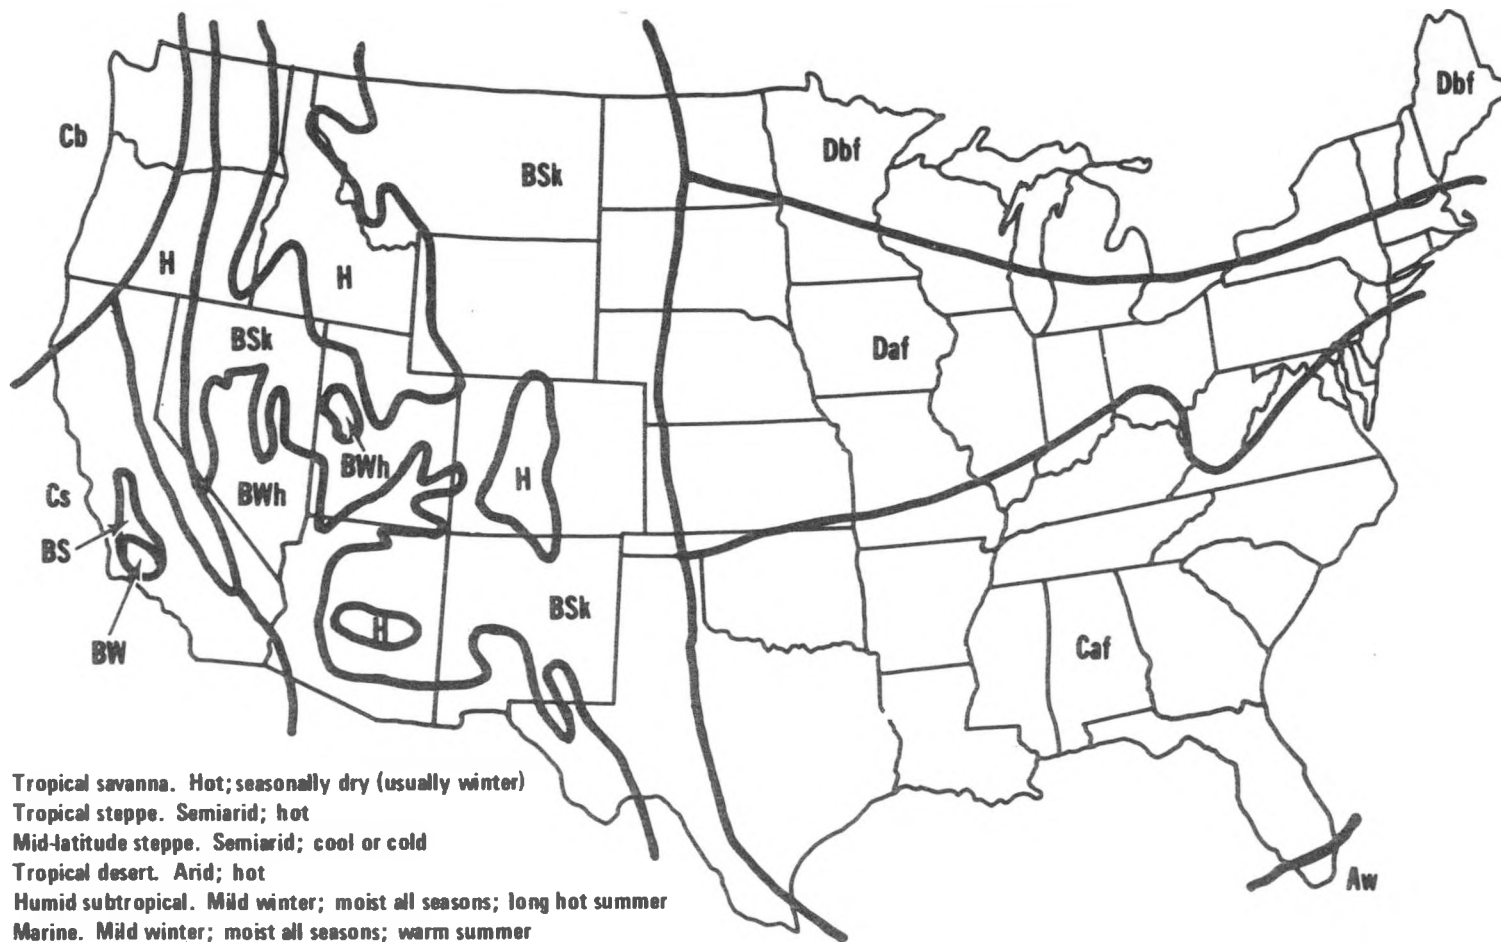 Dbf
Cb
Dbf
BSk
H
H
BSk
Daf
BWh
H
BWh
Cs
BS
BSk
H
BW
Caf
Aw
Tropical savanna. Hot; seasonally dry (usually winter)
Tropical steppe. Semiarid; hot
Mid-latitude steppe. Semiarid; cool or cold
Tropical desert. Arid; hot
Humid subtropical. Mild winter; moist all seasons; long hot summer
Marine. Mild winter; moist all seasons; warm summer